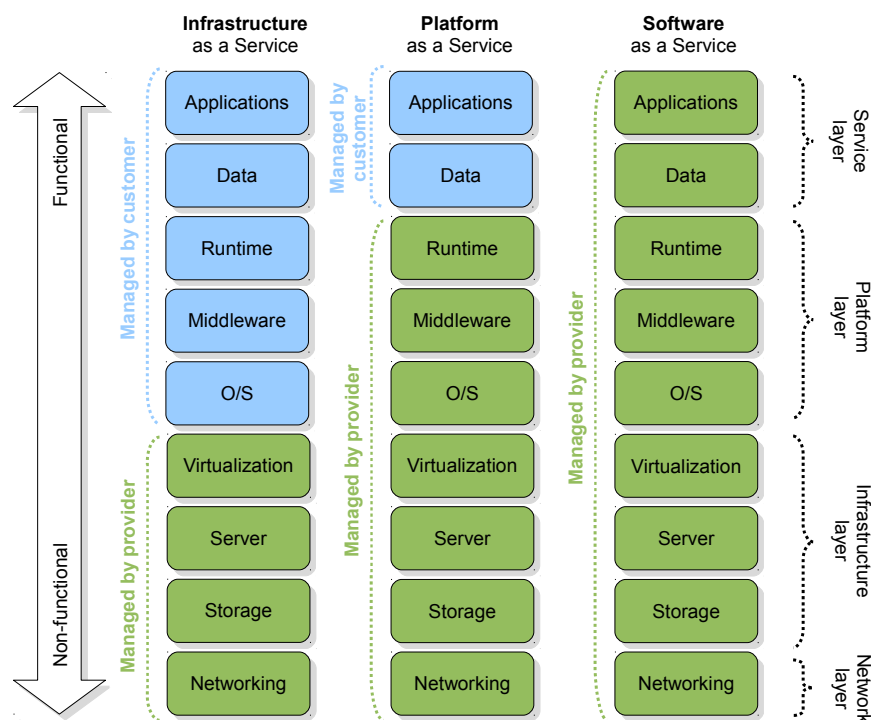 Infrastructure
as a Service
Platform
as a Service
Software
as a Service
Functional
Non-functional
Managed by customer
Managed by provider
Applications
Data
Runtime
Middleware
O/S
Virtualization
Server
Storage
Networking
Managed by
customer
Managed by provider
Applications
Data
Runtime
Middleware
O/S
Virtualization
Server
Storage
Networking
Managed by provider
Applications
Data
Runtime
Middleware
O/S
Virtualization
Server
Storage
Networking
Service
layer
Platform
layer
Infrastructure
layer
Network
layer